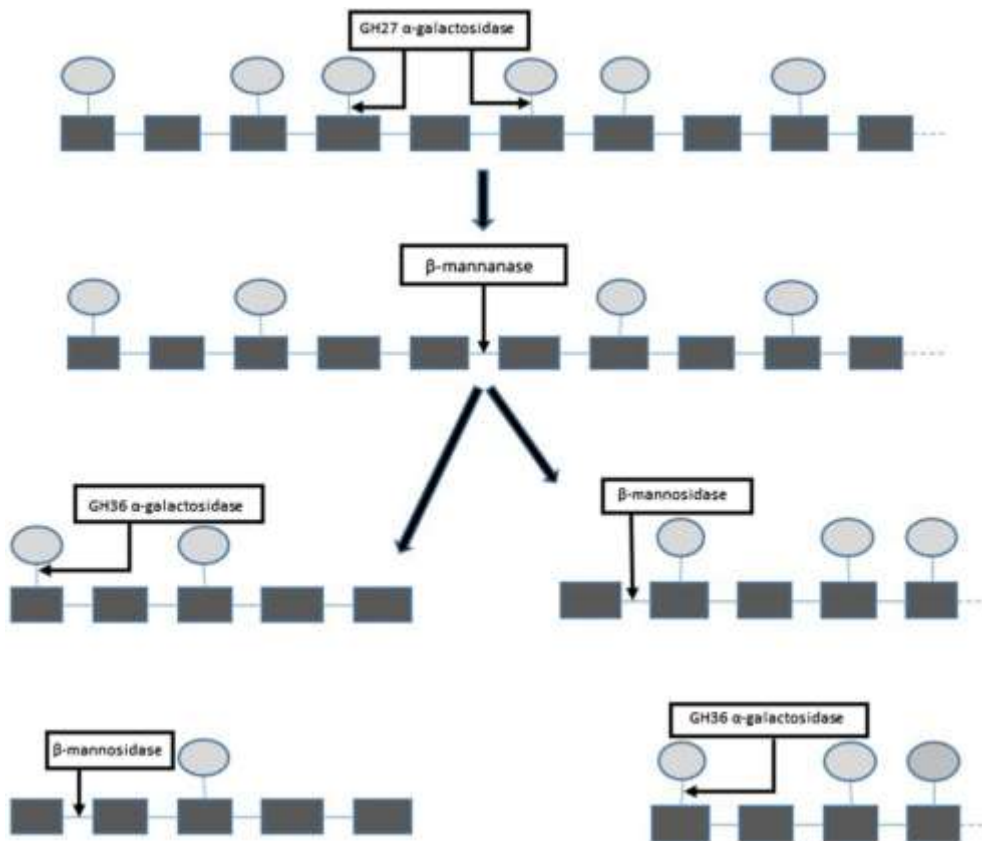 GH27 α-galactosidase
β-mannanase
GH36 α-galactosidase
β-mannosidase
β-mannosidase
GH36 α-galactosidase